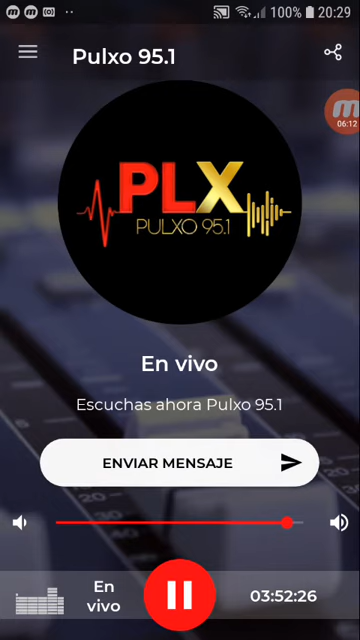 100% 20:29
Pulxo 95.1
06:12
PLX
PULXO 95.1
En vivo
Escuchas ahora Pulxo 95.1
ENVIAR MENSAJE
En
vivo
03:52:26